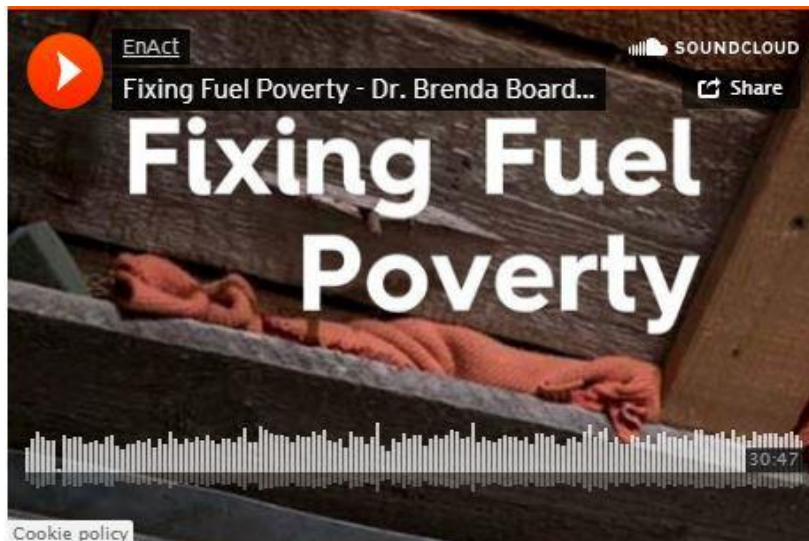 EnAct
SOUNDCLOUD
Fixing Fuel Poverty - Dr. Brenda Board...
Share
Fixing Fuel
Poverty
30:47
Cookie policy